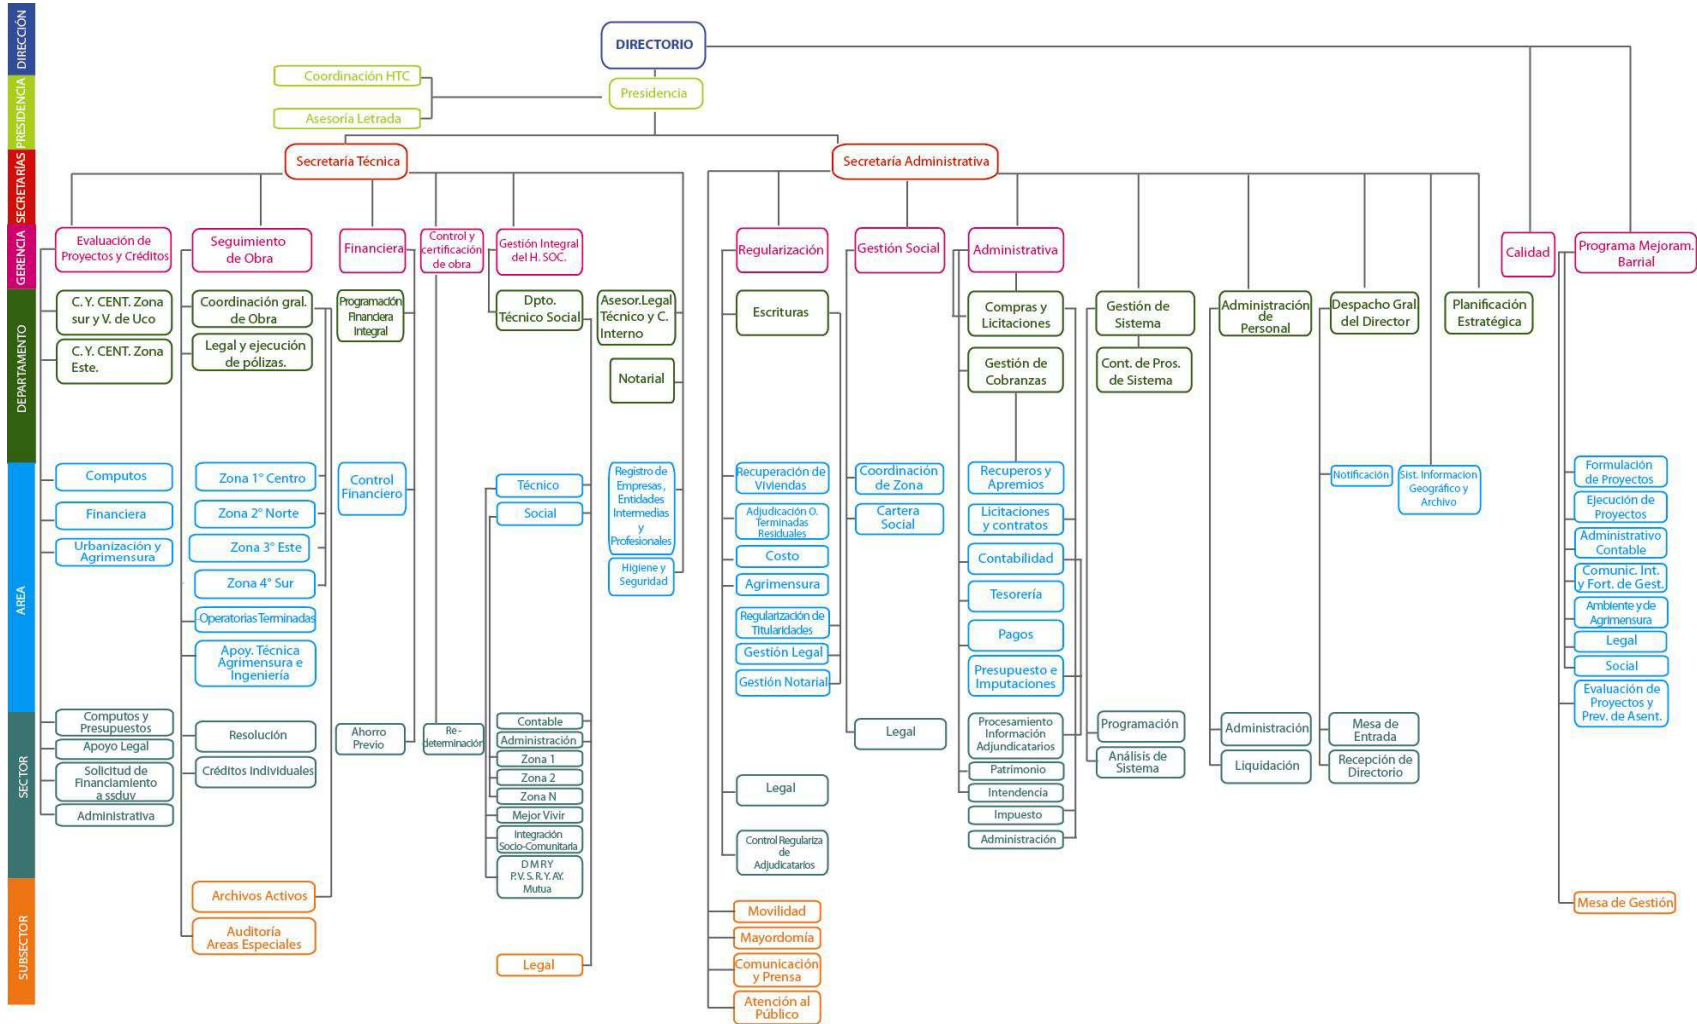 DIRECCIÓN
PRESIDENCIA
SECRETARÍAS
GERENCIA
DEPARTAMENTO
AREA
SECTOR
SUBSECTOR
DIRECTORIO
Coordinación HTC
Presidencia
Asesoría Letrada
Secretaría Técnica
Secretaría Administrativa
Evaluación de
Proyectos y Créditos
Seguimiento
de Obra
Financiera
Control y
certificación
de obra
Gestión Integral
del H. SOC.
Regularización
Gestión Social
Administrativa
Calidad
Programa Mejoram.
Barrial
C. Y. CENT. Zona
sur y V. de Uco
C. Y. CENT. Zona
Este.
Coordinación gral.
de Obra
Legal y ejecución
de pólizas.
Programación
Financera
Integral
Dpto.
Técnico Social
Asesor.Legal
Técnico y C.
Interno
Notarial
Escrituras
Compras y
Licitaciones
Gestión de
Cobranzas
Gestión de
Sistema
Cont. de Pros.
de Sistema
Administración
de
Personal
Despacho Gral
del Director
Planificación
Estratégica
Computos
Financiera
Urbanización y
Agrimensura
Zona 1° Centro
Zona 2° Norte
Zona 3° Este
Zona 4° Sur
Operatorias Terminadas
Apoy. Técnica
Agrimensura e
Ingeniería
Control
Financiero
Técnico
Social
Registro de
Empresas,
Entidades
Intermedias
y
Profesionales
Higiene y
Seguridad
Recuperación de
Viviendas
Adjudicación O.
Terminadas
Residuales
Costo
Agrimensura
Regularización de
Titularidades
Gestión Legal
Gestión Notarial
Coordinación
de Zona
Cartera
Social
Recuperos y
Apremios
Licitaciones
y contratos
Contabilidad
Tesorería
Pagos
Presupuesto e
Imputaciones
Notificación
Sist. Informacion
Geográfico y
Archivo
Formulación
de Proyectos
Ejecución de
Proyectos
Administrativo
Contable
Comunic. Int.
y Fort. de Gest.
Ambiente y de
Agrimensura
Legal
Social
Evaluación de
Proyectos y
Prev. de Asent.
Computos y
Presupuestos
Apoyo Legal
Solicitud de
Financiamiento
a ssduv
Administrativa
Resolución
Créditos Individuales
Ahorro
Previo
Re-
determinación
Contable
Administración
Zona 1
Zona 2
Zona N
Mejor Vivir
Integración
Socio-Comunitaria
D M R Y
P. V. S. R. Y. AY.
Mutua
Legal
Control Regulariza
de
Adjudicatarios
Legal
Procesamiento
Información
Adjundicatarios
Patrimonio
Intendencia
Impuesto
Administración
Programación
Análisis de
Sistema
Administración
Liquidación
Mesa de
Entrada
Recepción de
Directorio
Archivos Activos
Auditoría
Areas Especiales
Legal
Movilidad
Mayordomía
Comunicación
y Prensa
Atención al
Público
Mesa de Gestión